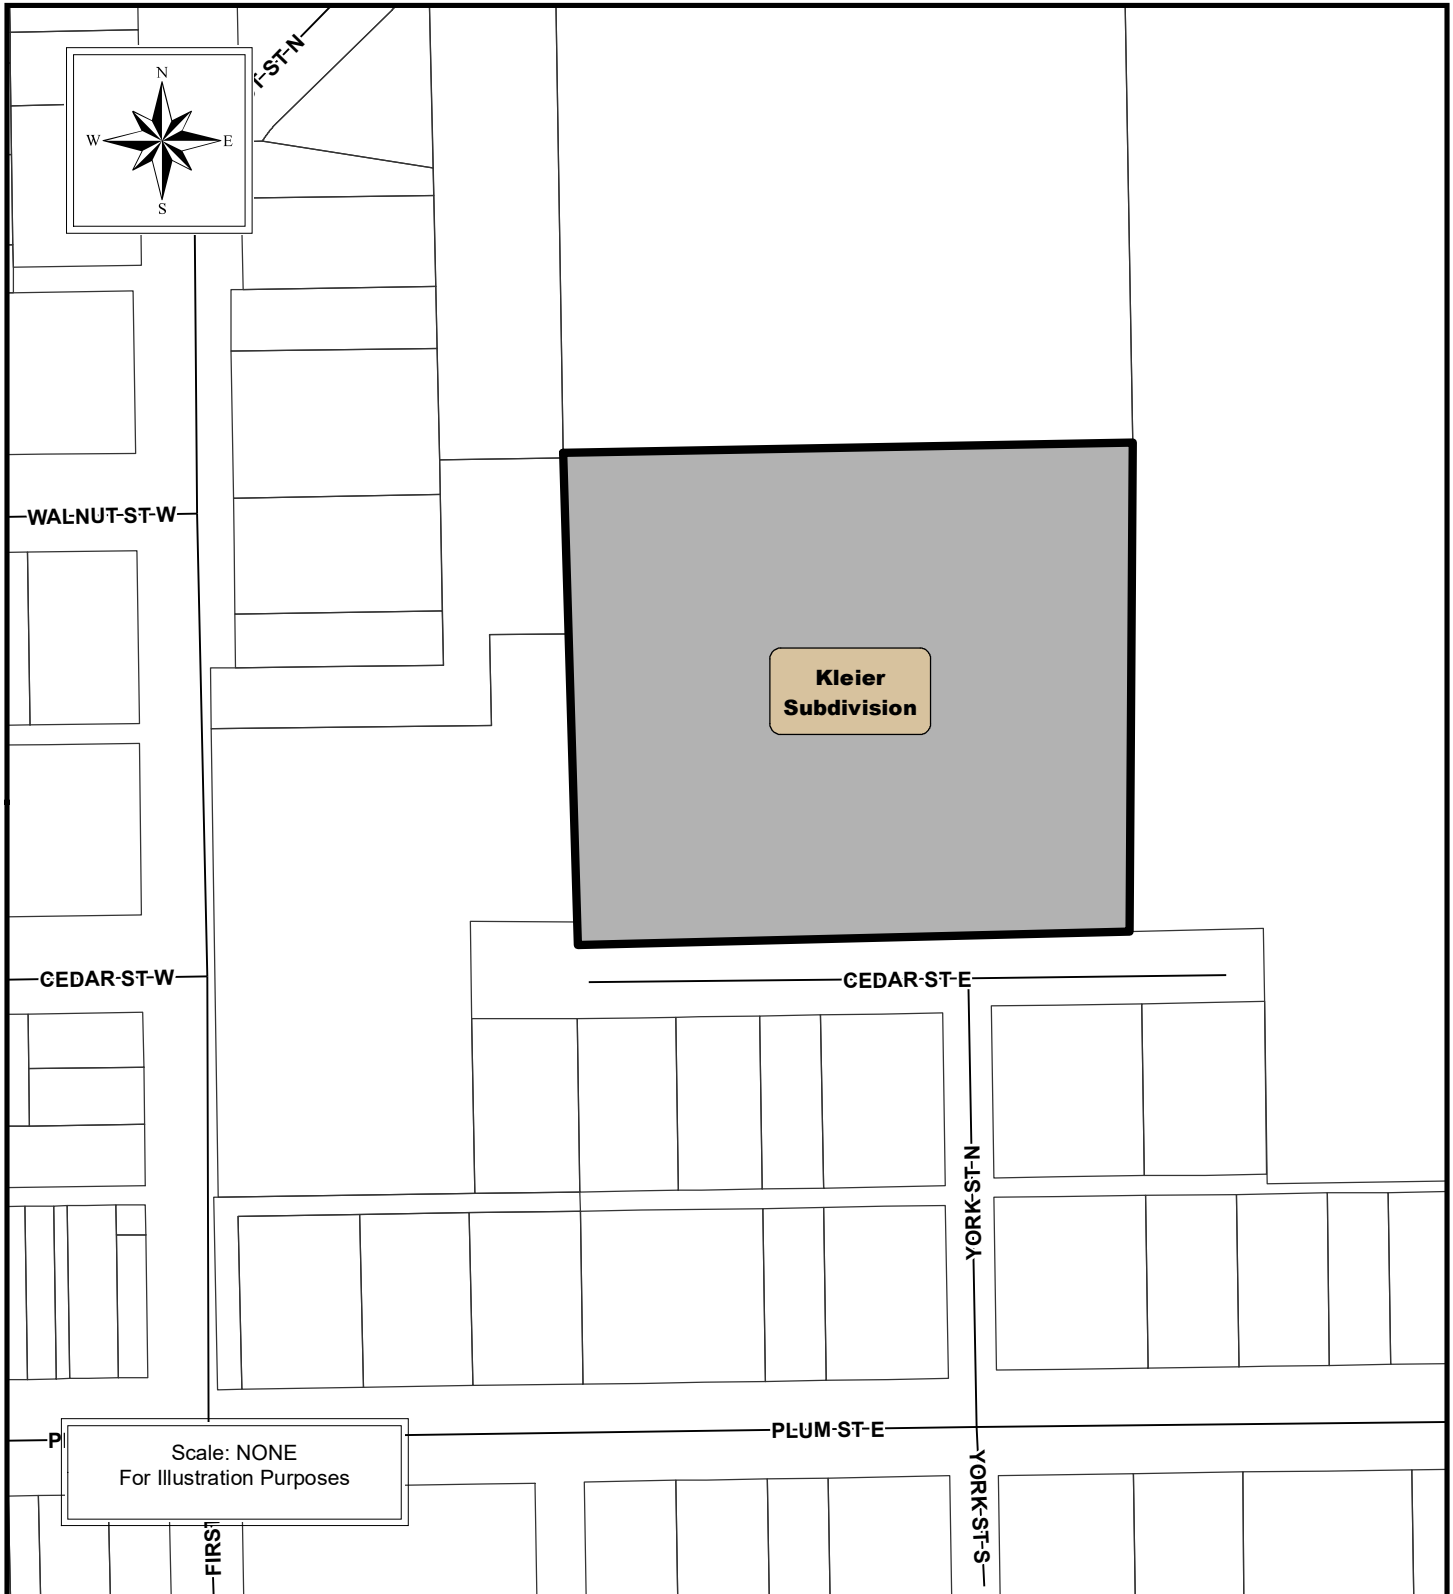 ST-N
N
W
E
S
WALNUT-ST-W
Kleier
Subdivision
CEDAR-ST-W
CEDAR-ST-E
YORK-ST-N
PLUM-ST-E
Scale: NONE
For Illustration Purposes
YORK-ST-S
FIRST